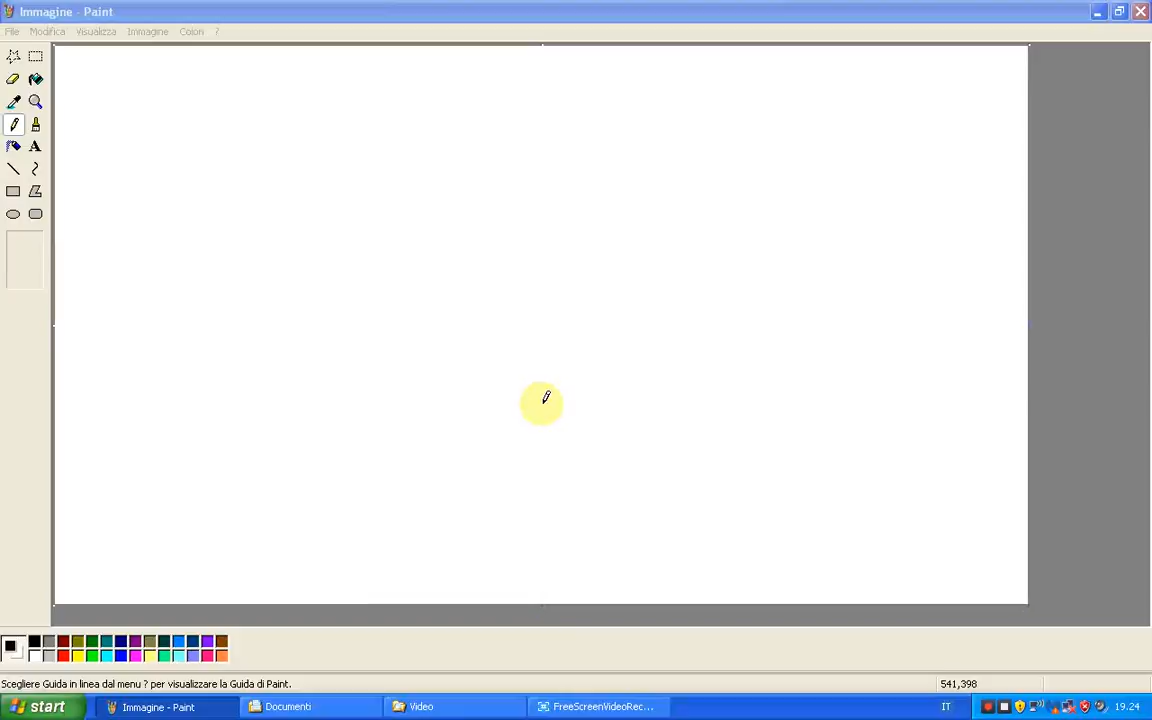 Immagine - Paint
File Modifica Visualizza Immagine Colori ?
A
Scegliere Guida in linea dal menu ? per visualizzare la Guida di Paint.
541,398
start
Immagine - Paint
Documenti
Video
FreeScreenVideoRec...
IT
19.24